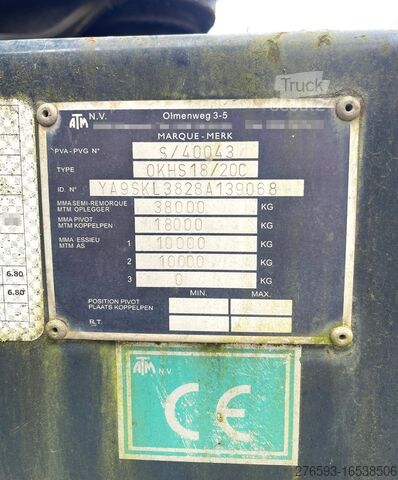 Truck
Scout24
ATM N.V. Olmenweg 3-5
MARQUE - MERK
PVA - PVG N° S/40043
TYPE OKHS18/20C
ID. N° YA9SKL3828A139068
MMA SEMI-REMORQUE
MTM OPLEGGER 38000 KG
MMA PIVOT
MTM KOPPELPEN 18000 KG
MMA ESSIEU
MTM AS 1 10000 KG
2 10000 KG
3 0 KG
MIN. MAX.
POSITION PIVOT
PLAATS KOPPELPEN
R.T.
6.80
6.80
ATM N.V.
CE
276593-16538506